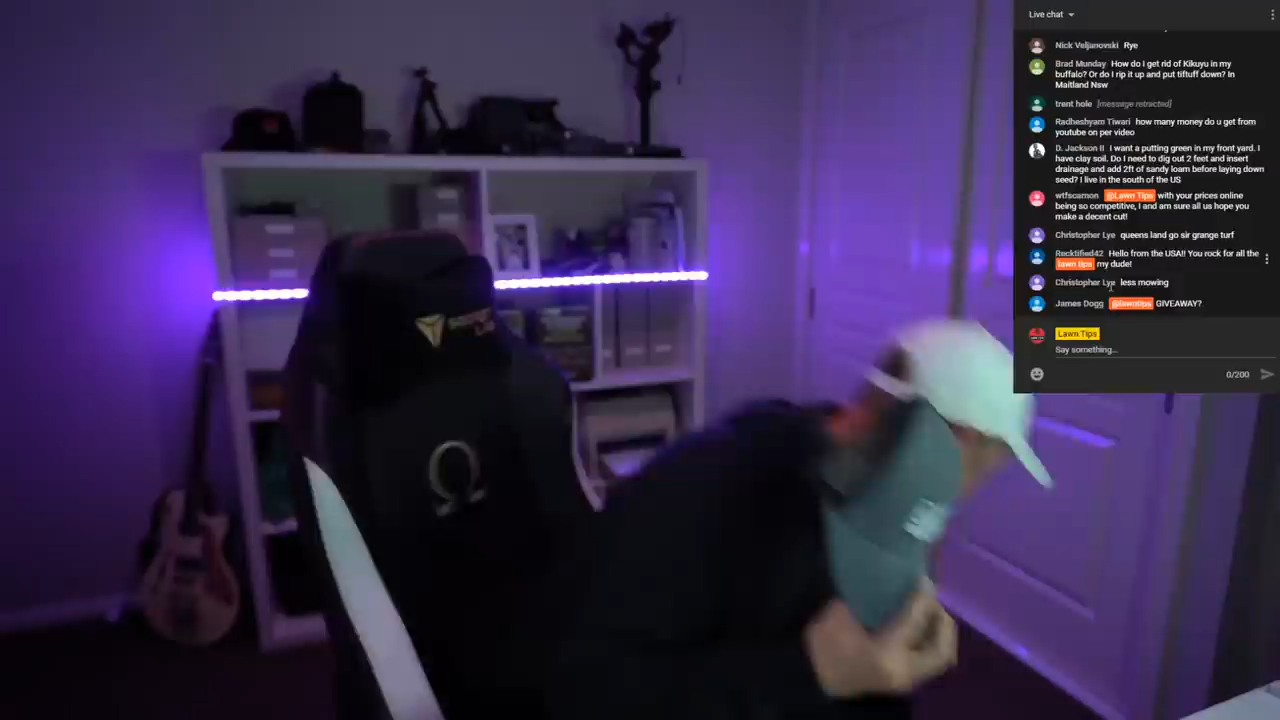 Live chat
Nick Veljanovski Rye
Brad Munday How do I get rid of Kikuyu in my
buffalo? Or do I rip it up and put tiftuff down? In
Maitland Nsw
trent hole [message retracted]
Radheshyam Tiwari how many money do u get from
youtube on per video
D. Jackson II I want a putting green in my front yard. I
have clay soil. Do I need to dig out 2 feet and insert
drainage and add 2ft of sandy loam before laying down
seed? I live in the south of the US
wtfscamon @Lawn Tips with your prices online
being so competitive, I and am sure all us hope you
make a decent cut!
Christopher Lye queens land go sir grange turf
Recktified42 Hello from the USA!! You rock for all the
lawn tips my dude!
Christopher Lye less mowing
James Dogg @lawntips GIVEAWAY?
Lawn Tips
Say something...
0/200